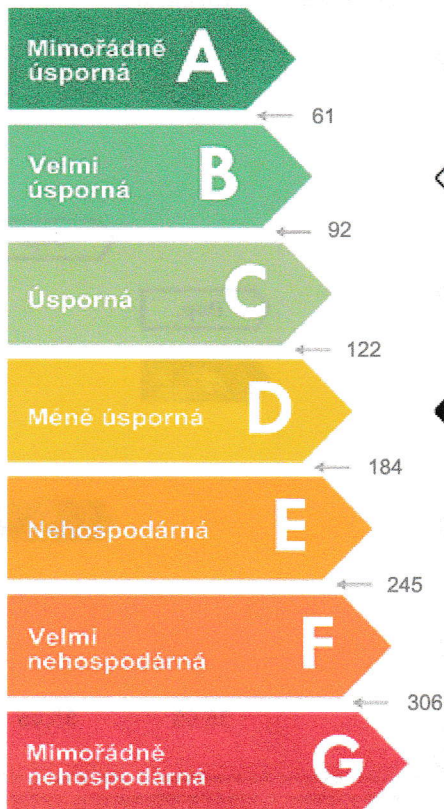 Mimořádně
úsporná
A
61
Velmi
úsporná
B
92
Úsporná
C
122
Méně úsporná
D
184
Nehospodárná
E
245
Velmi
nehospodárná
F
306
Mimořádně
nehospodárná
G